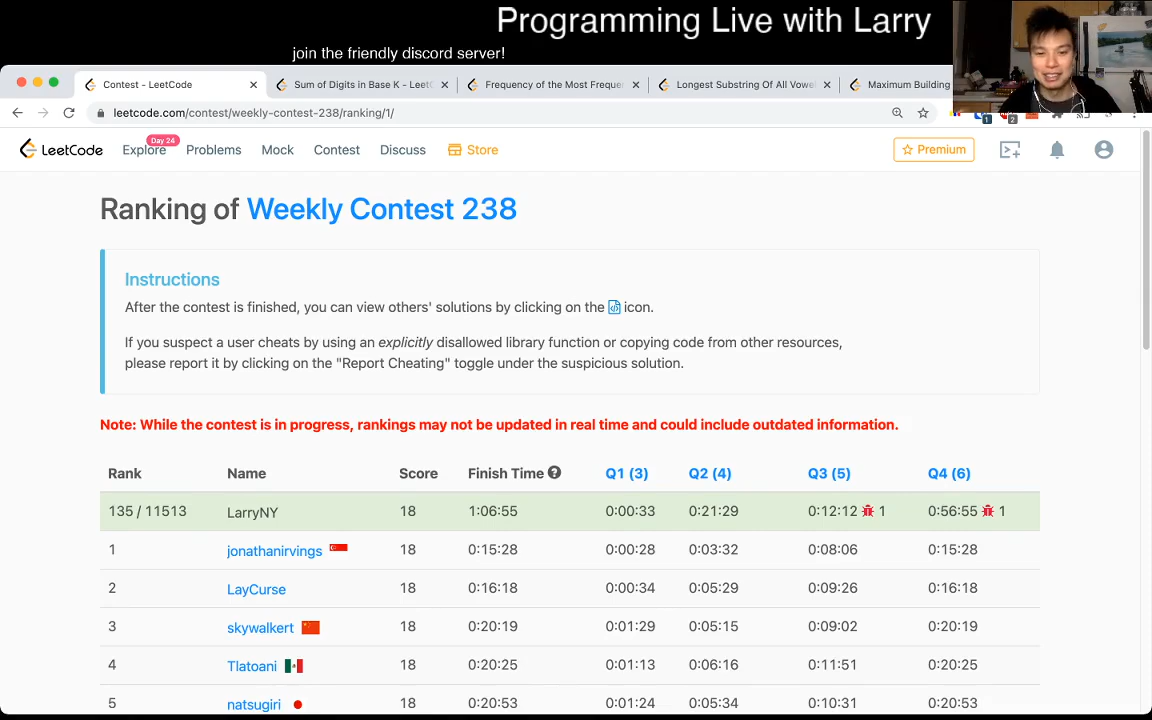 Programming Live with Larry
join the friendly discord server!
Contest - LeetCode
Sum of Digits in Base K - LeetC
Frequency of the Most Freque
Longest Substring Of All Vowel
Maximum Building
leetcode.com/contest/weekly-contest-238/ranking/1/
LeetCode Explore Day 24 Problems Mock Contest Discuss Store Premium
Ranking of Weekly Contest 238
Instructions
After the contest is finished, you can view others' solutions by clicking on the icon.
If you suspect a user cheats by using an explicitly disallowed library function or copying code from other resources,
please report it by clicking on the "Report Cheating" toggle under the suspicious solution.
Note: While the contest is in progress, rankings may not be updated in real time and could include outdated information.
Rank Name Score Finish Time Q1 (3) Q2 (4) Q3 (5) Q4 (6)
135 / 11513 LarryNY 18 1:06:55 0:00:33 0:21:29 0:12:12 1 0:56:55 1
1 jonathanirvings 18 0:15:28 0:00:28 0:03:32 0:08:06 0:15:28
2 LayCurse 18 0:16:18 0:00:34 0:05:29 0:09:26 0:16:18
3 skywalkert 18 0:20:19 0:01:29 0:05:15 0:09:02 0:20:19
4 Tlatoani 18 0:20:25 0:01:13 0:06:16 0:11:51 0:20:25
5 natsugiri 18 0:20:53 0:01:24 0:05:34 0:10:31 0:20:53